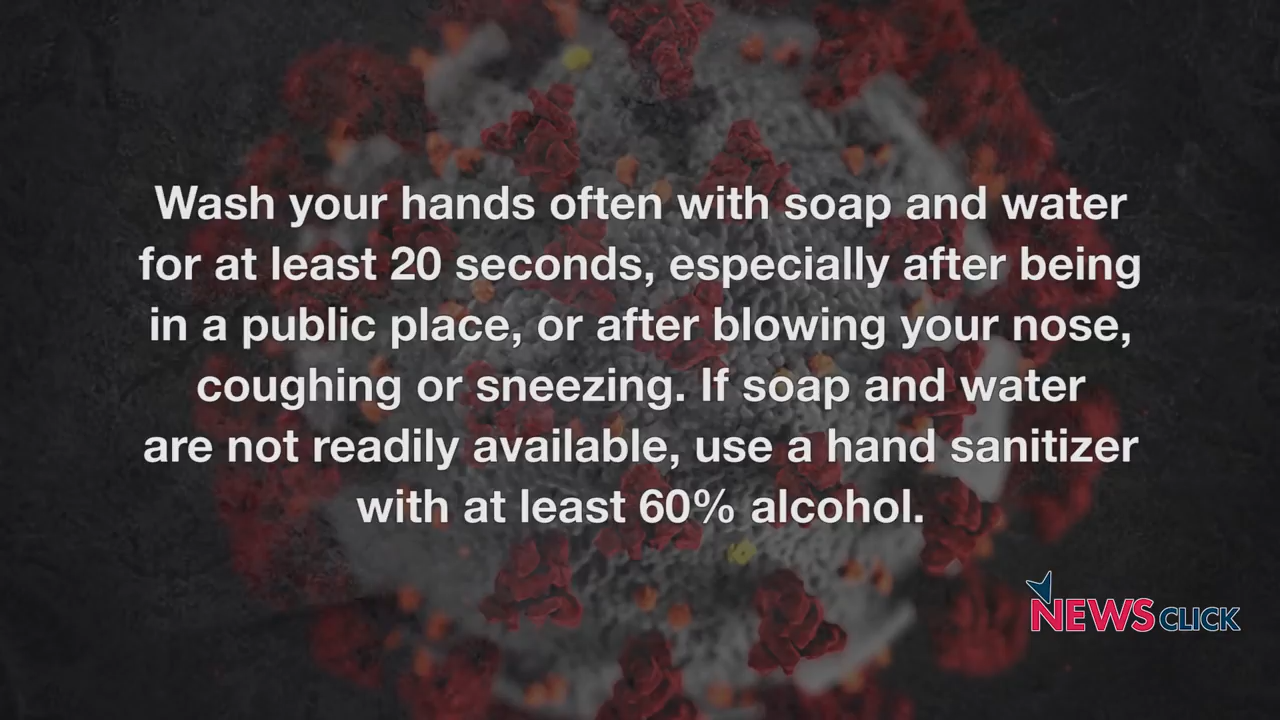 Wash your hands often with soap and water
for at least 20 seconds, especially after being
in a public place, or after blowing your nose,
coughing or sneezing. If soap and water
are not readily available, use a hand sanitizer
with at least 60% alcohol.
NEWSCLICK